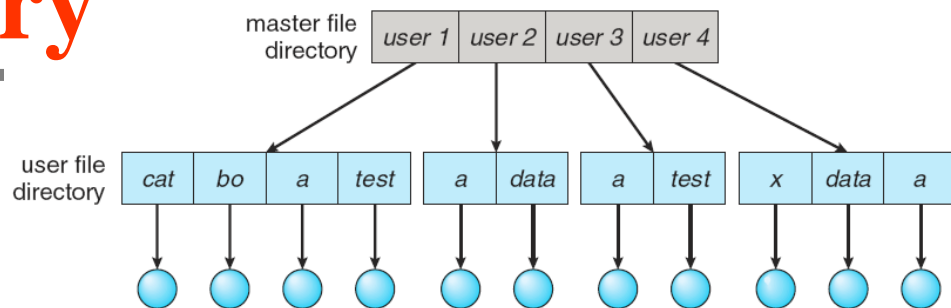 ry
master file
directory
user 1 user 2 user 3 user 4
user file
directory
cat bo a test a data a test x data a